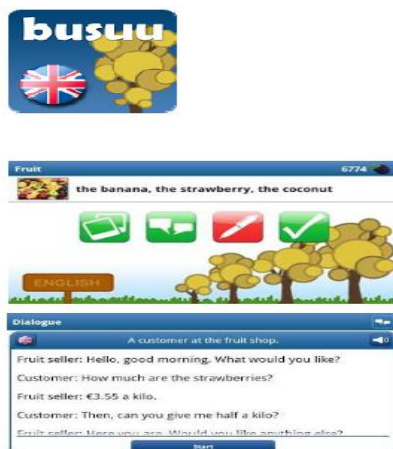 busuu
Fruit 6774
the banana, the strawberry, the coconut
ENGLISH
Dialogue
A customer at the fruit shop.
Fruit seller: Hello, good morning. What would you like?
Customer: How much are the strawberries?
Fruit seller: €3.55 a kilo.
Customer: Then, can you give me half a kilo?
Fruit seller: Here you are. Would you like anything else?
Start